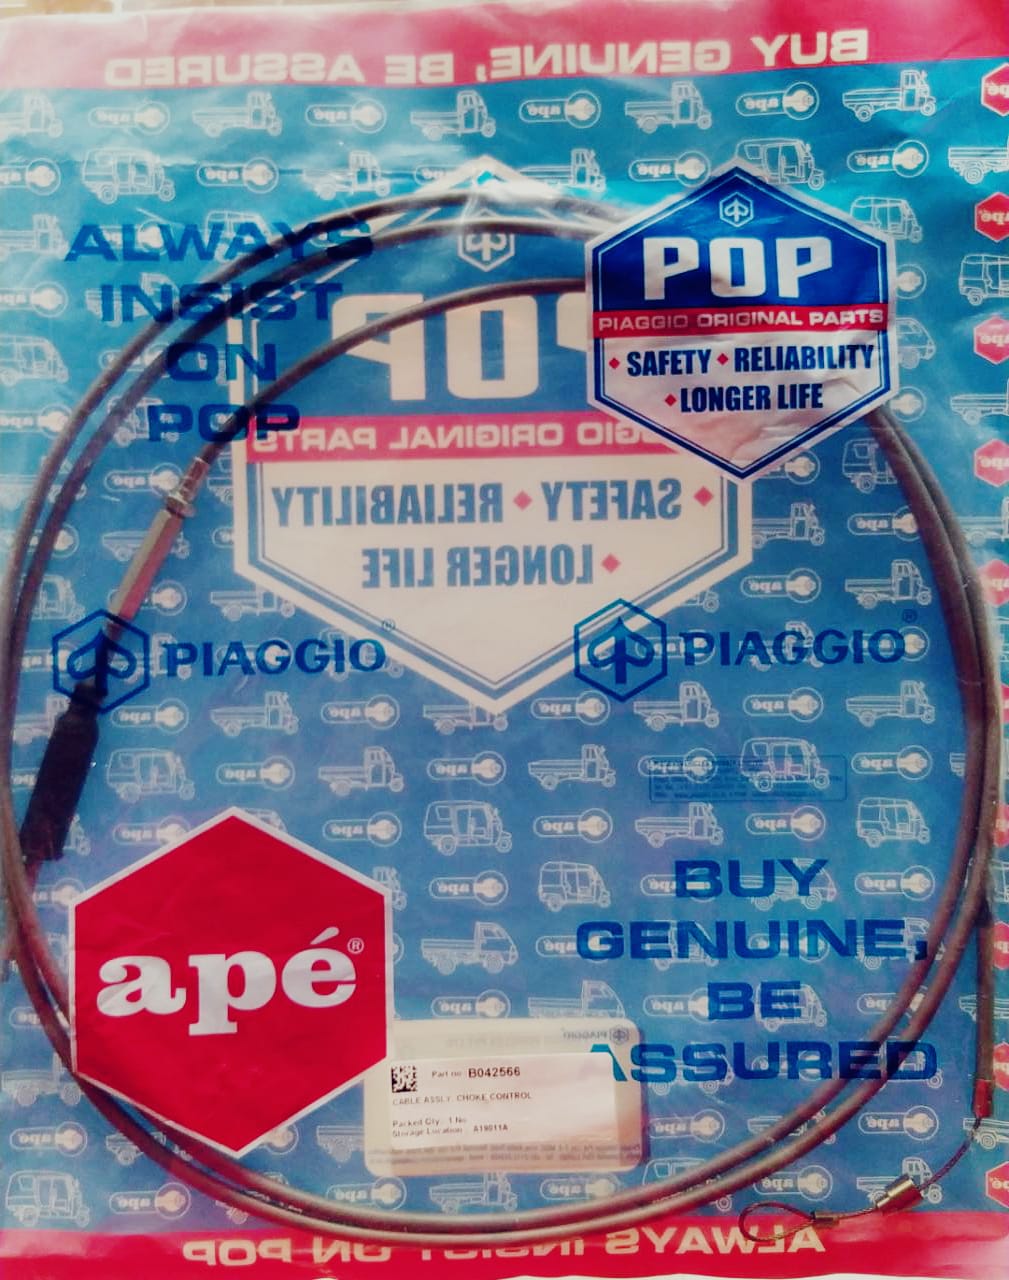 BUY GENUINE, BE ASSURED
ALWAYS
INSIST
ON
POP
POP
PIAGGIO ORIGINAL PARTS
SAFETY RELIABILITY
LONGER LIFE
POP
ORIGINAL PARTS
SAFETY RELIABILITY
LONGER LIFE
PIAGGIO®
PIAGGIO®
apé®
BUY
GENUINE,
BE
ASSURED
PIAGGIO
Part no B042566
CABLE ASSLY. CHOKE CONTROL
Packed Qty : 1 No
Storage Location : A19011A
ALWAYS INSIST ON POP